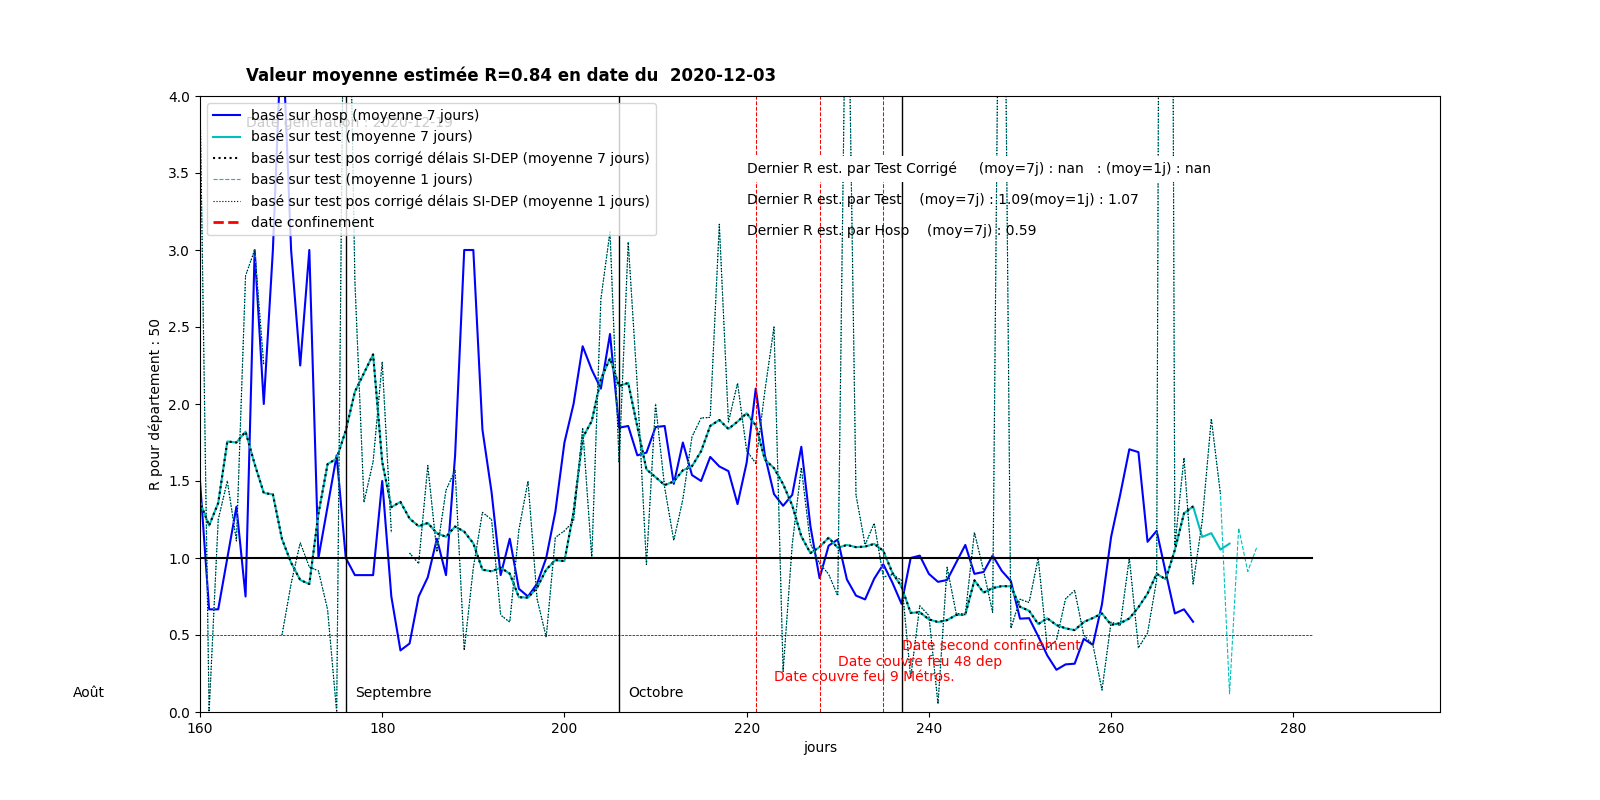 Valeur moyenne estimée R=0.84 en date du  2020-12-03
4.0
3.5
3.0
2.5
2.0
1.5
1.0
0.5
0.0
R pour département : 50
basé sur hosp (moyenne 7 jours)
Date génération : 2020-12-19
basé sur test (moyenne 7 jours)
basé sur test pos corrigé délais SI-DEP (moyenne 7 jours)
basé sur test (moyenne 1 jours)
basé sur test pos corrigé délais SI-DEP (moyenne 1 jours)
date confinement
Dernier R est. par Test Corrigé     (moy=7j) : nan   : (moy=1j) : nan
Dernier R est. par Test    (moy=7j) : 1.09(moy=1j) : 1.07
Dernier R est. par Hosp    (moy=7j) : 0.59
Date second confinement
Date couvre feu 48 dep
Date couvre feu 9 Métros.
Août
Septembre
Octobre
160
180
200
220
240
260
280
jours